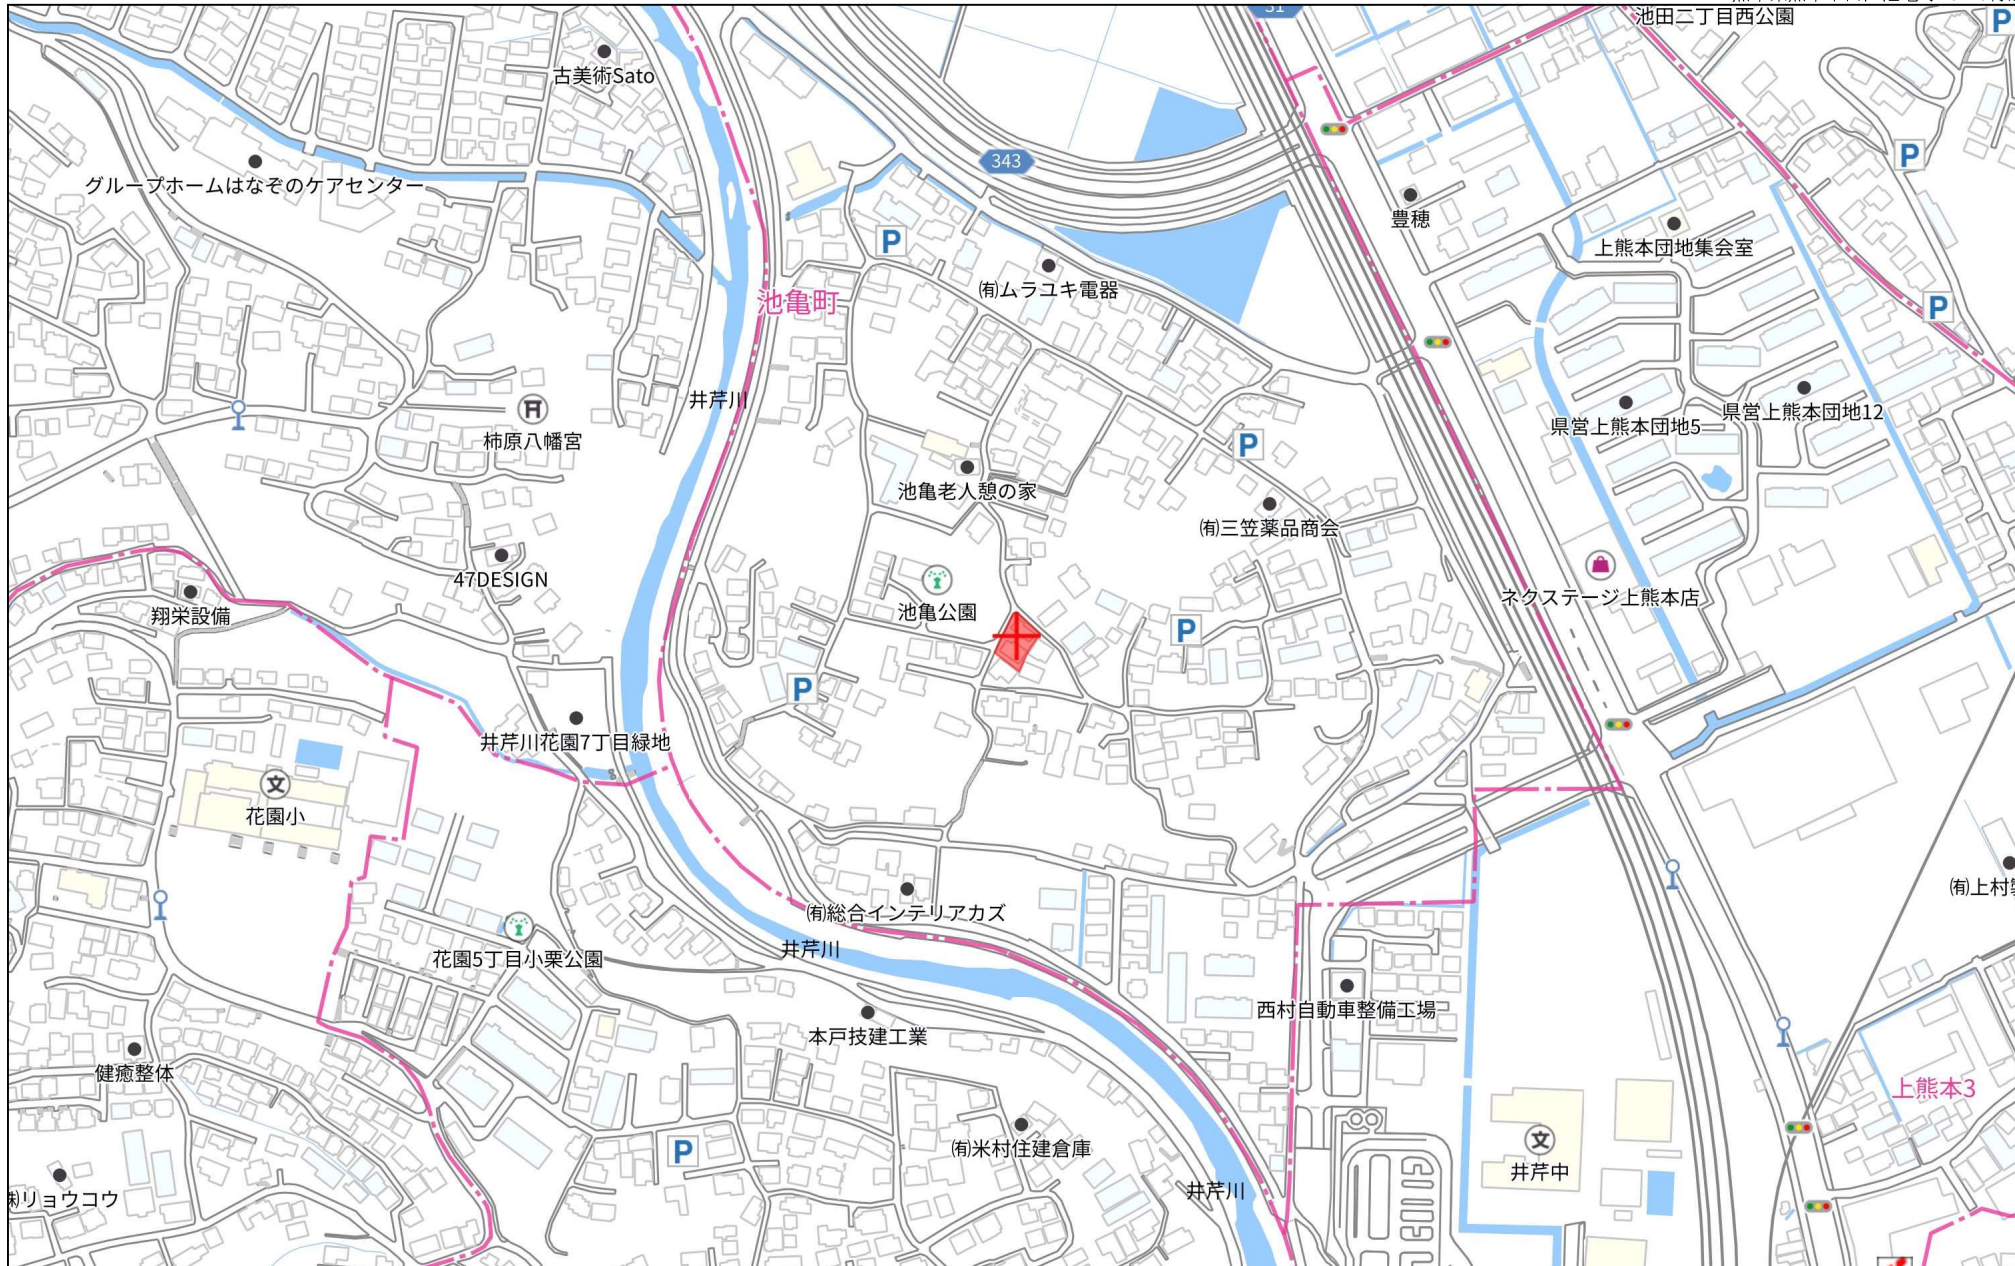 31
池田二丁目西公園
P
古美術Sato
P
343
グループホームはなぞのケアセンター
豊穂
上熊本団地集会室
P
㈲ムラユキ電器
池亀町
P
井芹川
県営上熊本団地12
柿原八幡宮
県営上熊本団地5
P
池亀老人憩の家
㈲三笠薬品商会
47DESIGN
ネクステージ上熊本店
翔栄設備
池亀公園
P
P
井芹川花園7丁目緑地
文
花園小
㈲総合インテリアカズ
井芹川
花園5丁目小栗公園
西村自動車整備工場
本戸技建工業
健癒整体
上熊本3
P
㈲米村住建倉庫
文
井芹中
井芹川
リョウコウ
㈲上村